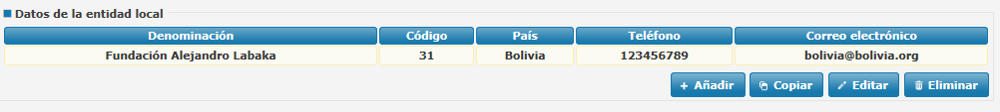 Datos de la entidad local
Denominación Código País Teléfono Correo electrónico
Fundación Alejandro Labaka 31 Bolivia 123456789 bolivia@bolivia.org
Añadir Copiar Editar Eliminar